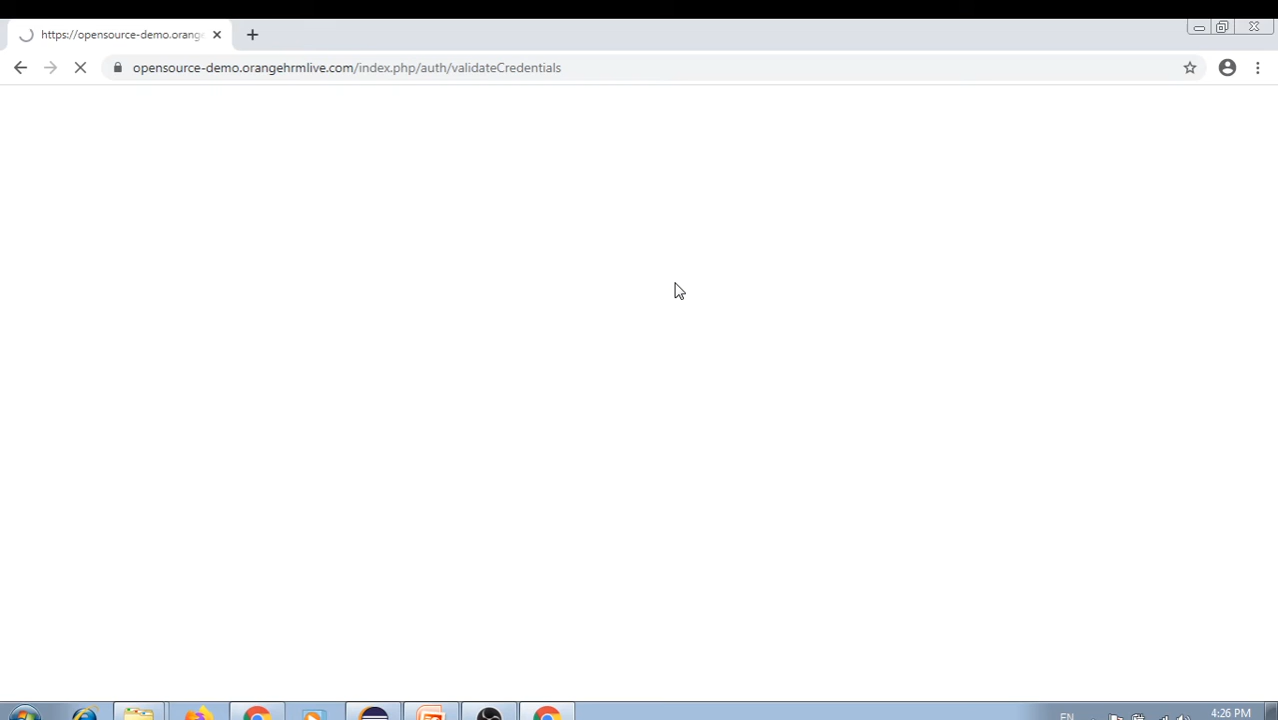 https://opensource-demo.orang
opensource-demo.orangehrmlive.com/index.php/auth/validateCredentials
EN
4:26 PM